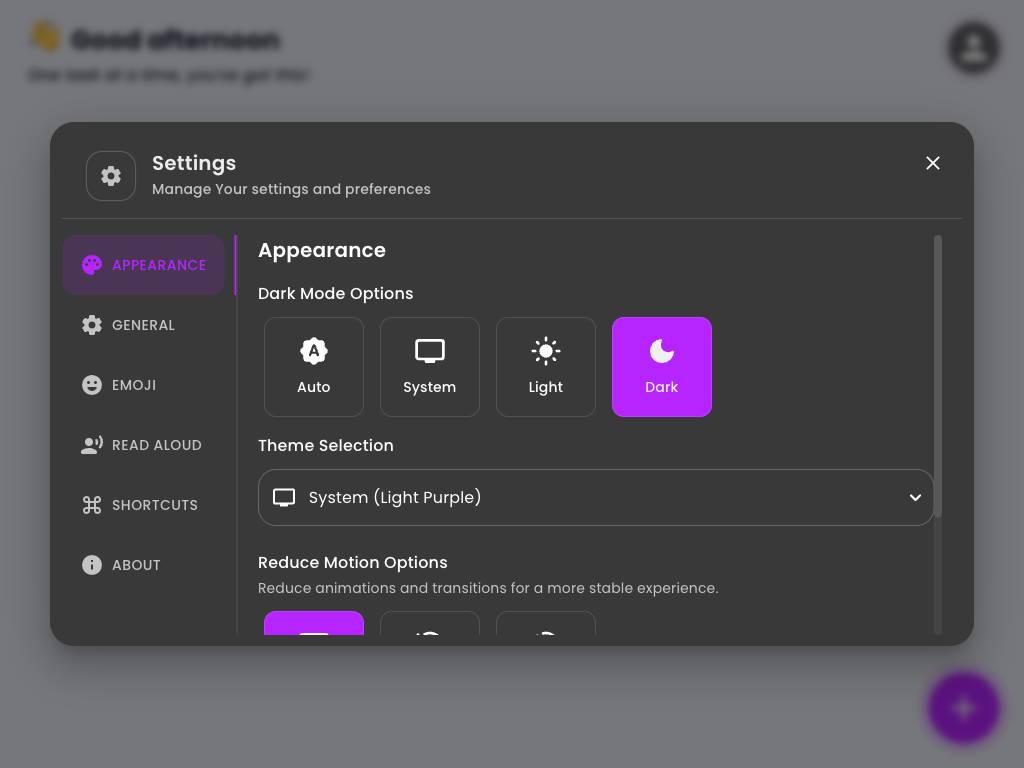 👋 Good afternoon
One task at a time, you've got this!
Settings
Manage Your settings and preferences
APPEARANCE
GENERAL
EMOJI
READ ALOUD
SHORTCUTS
ABOUT
Appearance
Dark Mode Options
Auto
System
Light
Dark
Theme Selection
System (Light Purple)
Reduce Motion Options
Reduce animations and transitions for a more stable experience.